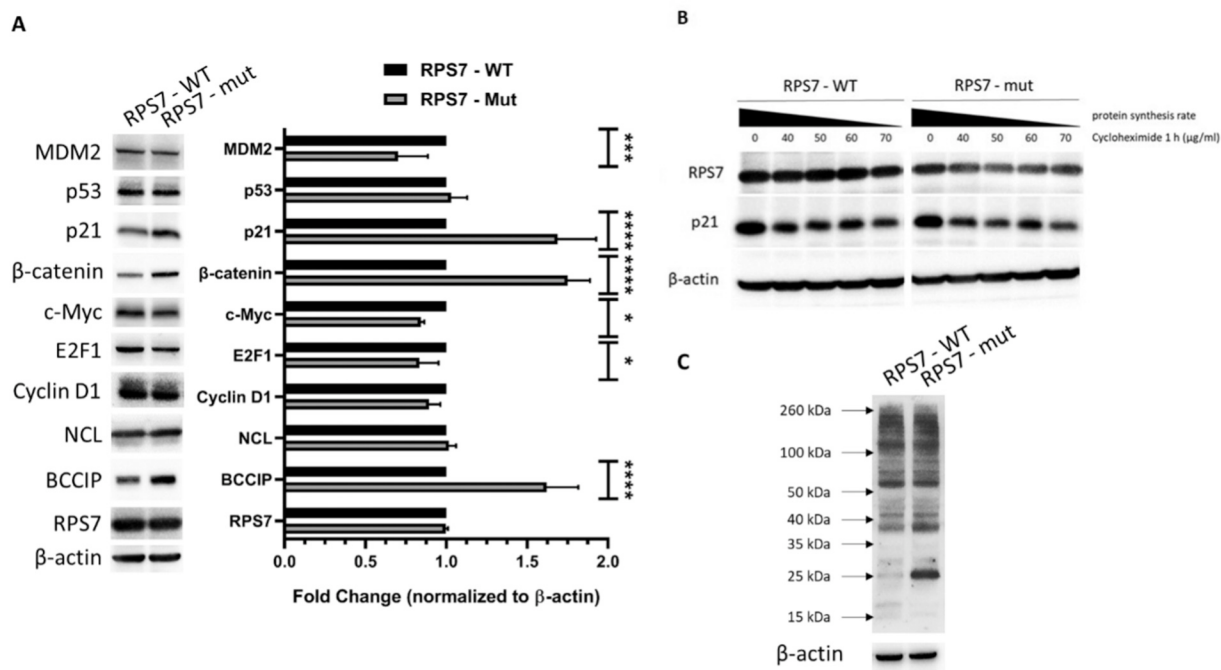 A
RPS7 - WT
RPS7 - mut
MDM2
p53
p21
β-catenin
c-Myc
E2F1
Cyclin D1
NCL
BCCIP
RPS7
β-actin
RPS7 - WT
RPS7 - Mut
MDM2
***
p53
p21
****
β-catenin
****
c-Myc
*
E2F1
*
Cyclin D1
NCL
BCCIP
****
RPS7
0.0 0.5 1.0 1.5 2.0
Fold Change (normalized to β-actin)
B
RPS7 - WT RPS7 - mut
protein synthesis rate
0 40 50 60 70 0 40 50 60 70 Cycloheximide 1 h (μg/ml)
RPS7
p21
β-actin
C
RPS7 - WT
RPS7 - mut
260 kDa
100 kDa
50 kDa
40 kDa
35 kDa
25 kDa
15 kDa
β-actin